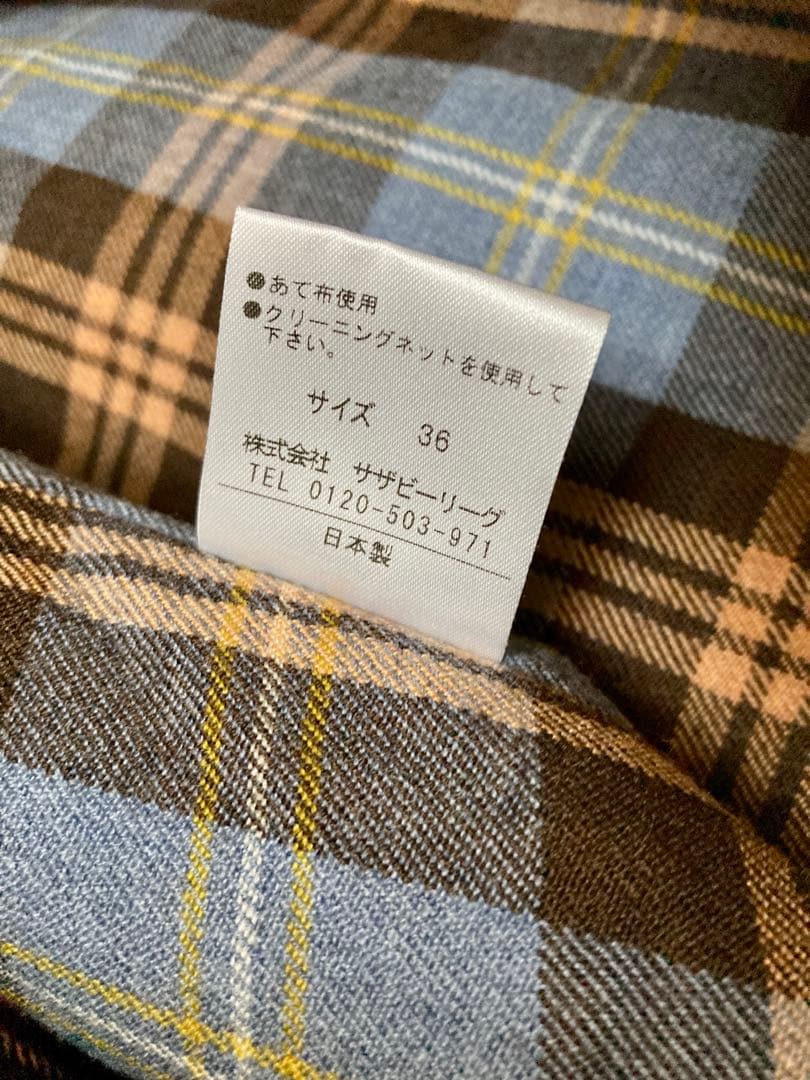 ●あて布使用
●クリーニングネットを使用して
下さい。
サイズ 36
株式会社 サザビーリーグ
TEL 0120-503-971
日本製